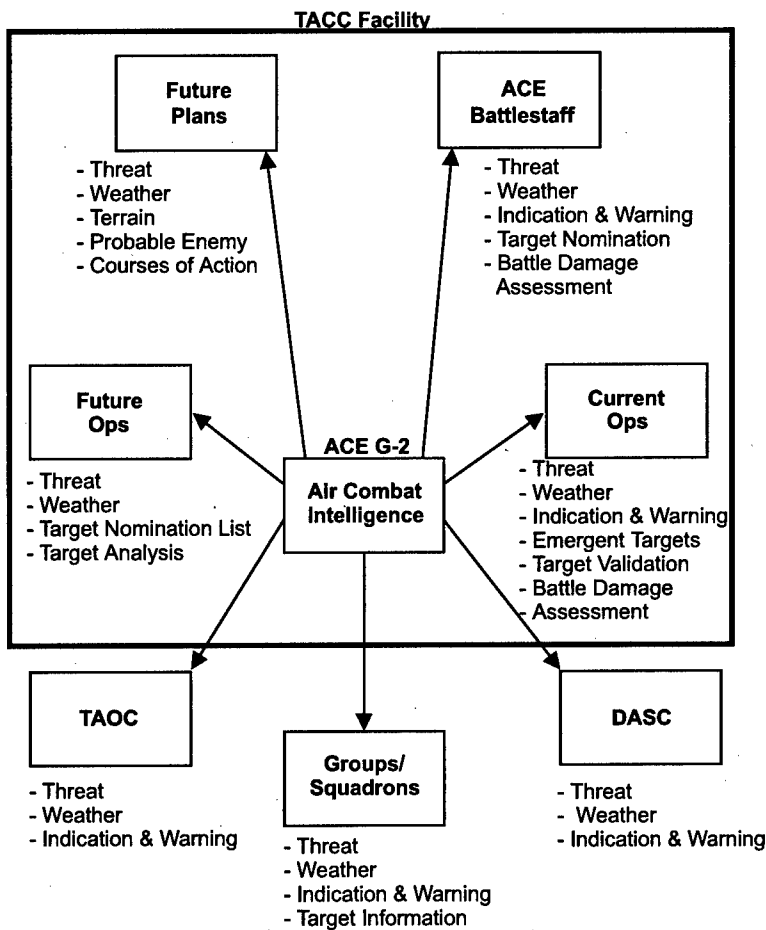 TACC Facility
Future
Plans
- Threat
- Weather
- Terrain
- Probable Enemy
- Courses of Action
ACE
Battlestaff
- Threat
- Weather
- Indication & Warning
- Target Nomination
- Battle Damage
Assessment
Future
Ops
- Threat
- Weather
- Target Nomination List
- Target Analysis
ACE G-2
Air Combat
Intelligence
Current
Ops
- Threat
- Weather
- Indication & Warning
- Emergent Targets
- Target Validation
- Battle Damage
- Assessment
TAOC
- Threat
- Weather
- Indication & Warning
Groups/
Squadrons
- Threat
- Weather
- Indication & Warning
- Target Information
DASC
- Threat
- Weather
- Indication & Warning